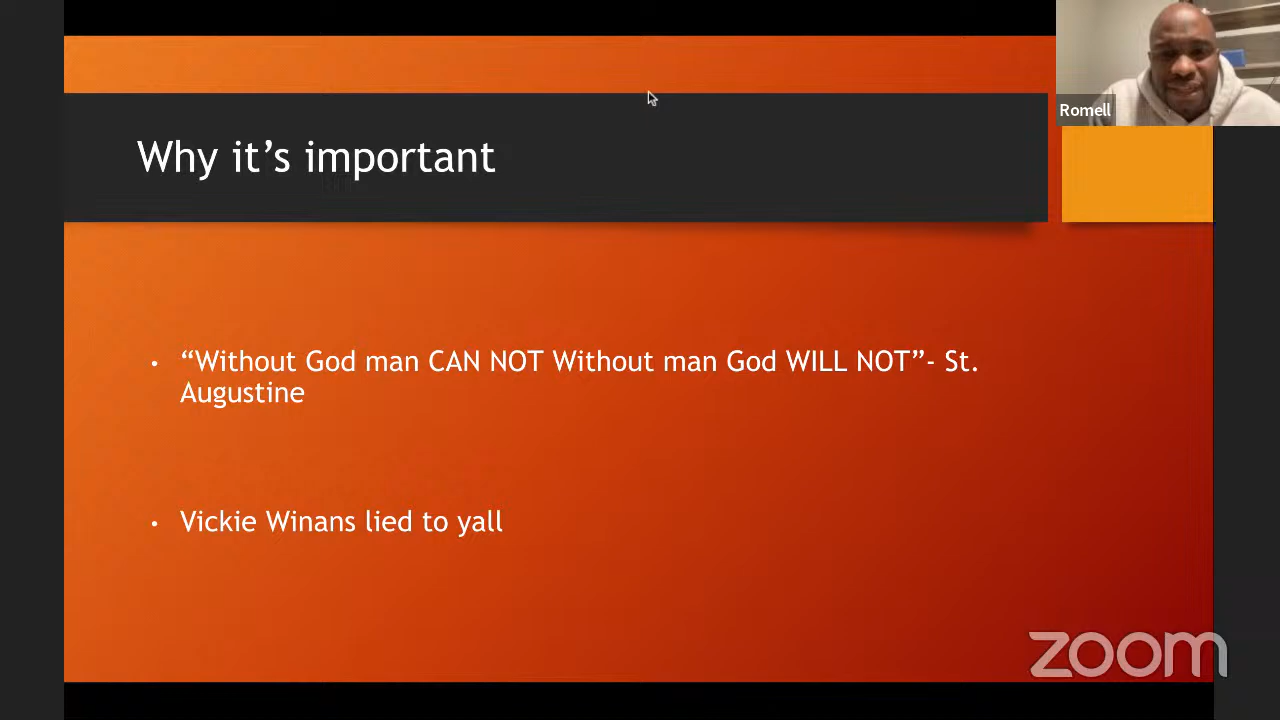 Romell
Why it’s important
• “Without God man CAN NOT Without man God WILL NOT”- St.
Augustine
• Vickie Winans lied to yall
zoom